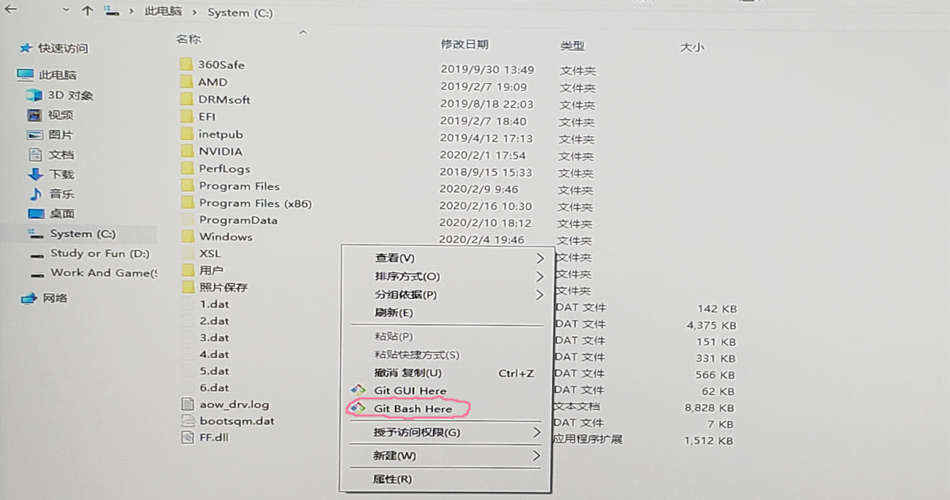 此电脑 System (C:)
名称 修改日期 类型 大小
快速访问
此电脑
3D 对象
视频
图片
文档
下载
音乐
桌面
System (C:)
Study or Fun (D:)
Work And Game(
网络
360Safe 2019/9/30 13:49 文件夹
AMD 2019/2/7 19:09 文件夹
DRMsoft 2019/8/18 22:03 文件夹
EFI 2019/2/7 18:40 文件夹
inetpub 2019/4/12 17:13 文件夹
NVIDIA 2020/2/1 17:54 文件夹
PerfLogs 2018/9/15 15:33 文件夹
Program Files 2020/2/9 9:46 文件夹
Program Files (x86) 2020/2/16 10:30 文件夹
ProgramData 2020/2/10 18:12 文件夹
Windows 2020/2/4 19:46 文件夹
XSL 文件夹
用户 文件夹
照片保存 文件夹
1.dat DAT 文件 142 KB
2.dat DAT 文件 4,375 KB
3.dat DAT 文件 151 KB
4.dat DAT 文件 331 KB
5.dat DAT 文件 566 KB
6.dat DAT 文件 62 KB
aow_drv.log 文本文档 8,828 KB
bootsqm.dat DAT 文件 7 KB
FF.dll 应用程序扩展 1,512 KB
查看(V)
排序方式(O)
分组依据(P)
刷新(E)
粘贴(P)
粘贴快捷方式(S)
撤消 复制(U) Ctrl+Z
Git GUI Here
Git Bash Here
授予访问权限(G)
新建(W)
属性(R)